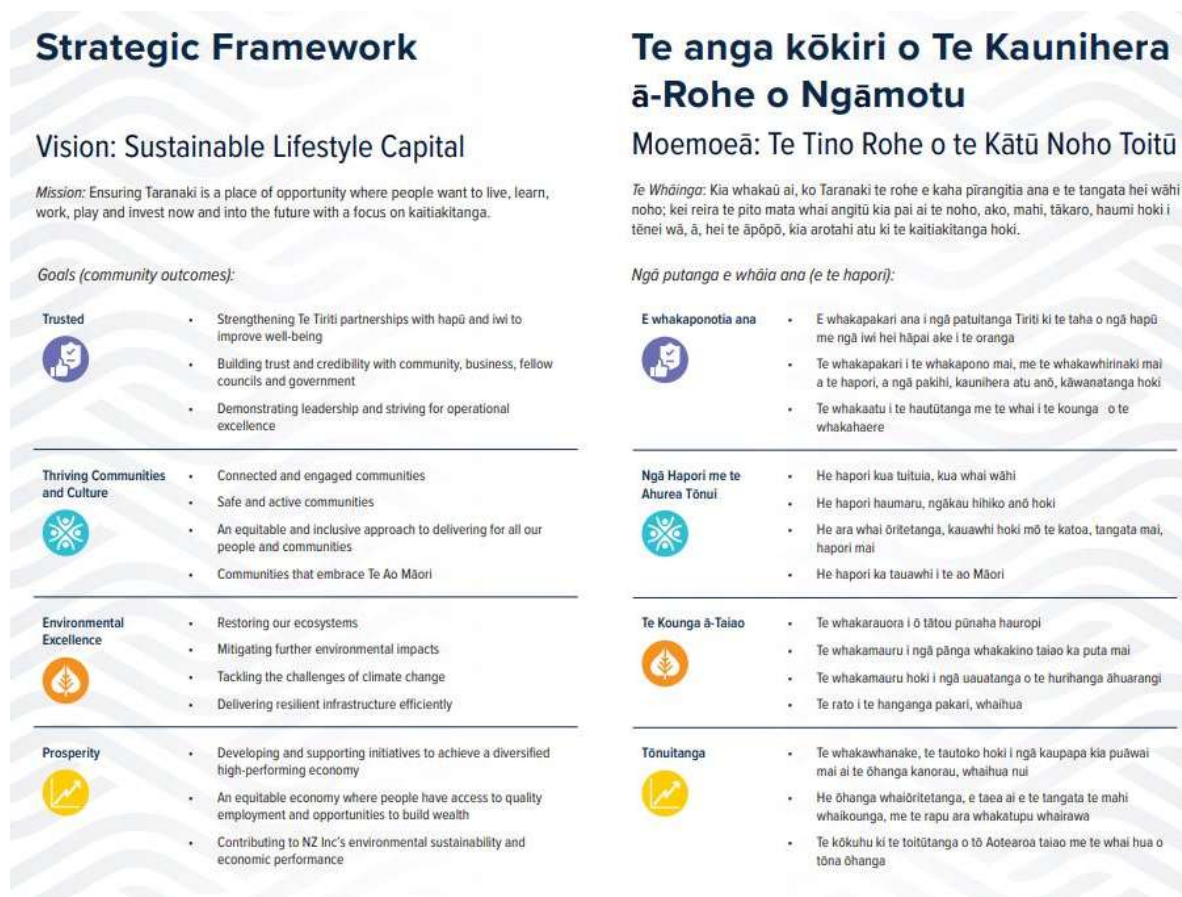 Strategic Framework
Vision: Sustainable Lifestyle Capital
Mission: Ensuring Taranaki is a place of opportunity where people want to live, learn,
work, play and invest now and into the future with a focus on kaitiakitanga.
Goals (community outcomes):
Trusted
• Strengthening Te Tiriti partnerships with hapū and iwi to
improve well-being
• Building trust and credibility with community, business, fellow
councils and government
• Demonstrating leadership and striving for operational
excellence
Thriving Communities
and Culture
• Connected and engaged communities
• Safe and active communities
• An equitable and inclusive approach to delivering for all our
people and communities
• Communities that embrace Te Ao Māori
Environmental
Excellence
• Restoring our ecosystems
• Mitigating further environmental impacts
• Tackling the challenges of climate change
• Delivering resilient infrastructure efficiently
Prosperity
• Developing and supporting initiatives to achieve a diversified
high-performing economy
• An equitable economy where people have access to quality
employment and opportunities to build wealth
• Contributing to NZ Inc's environmental sustainability and
economic performance
Te anga kōkiri o Te Kaunihera
ā-Rohe o Ngāmotu
Moemoeā: Te Tino Rohe o te Kātū Noho Toitū
Te Whāinga: Kia whakaū ai, ko Taranaki te rohe e kaha pīrangitia ana e te tangata hei wāhi
noho; kei reira te pito mata whai angitū kia pai ai te noho, ako, mahi, tākaro, haumi hoki i
tēnei wā, ā, hei te āpōpō, kia arotahi atu ki te kaitiakitanga hoki.
Ngā putanga e whāia ana (e te hapori):
E whakaponotia ana
• E whakapakari ana i ngā patuitanga Tiriti ki te taha o ngā hapū
me ngā iwi hei hāpai ake i te oranga
• Te whakapakari i te whakapono mai, me te whakawhirinaki mai
a te hapori, a ngā pakihi, kaunihera atu anō, kāwanatanga hoki
• Te whakaatu i te hautūtanga me te whai i te kounga o te
whakahaere
Ngā Hapori me te
Ahurea Tōnui
• He hapori kua tuituia, kua whai wāhi
• He hapori haumaru, ngākau hihiko anō hoki
• He ara whai ōritetanga, kauawhi hoki mō te katoa, tangata mai,
hapori mai
• He hapori ka tauawhi i te ao Māori
Te Kounga ā-Taiao
• Te whakarauora i ō tātou pūnaha hauropi
• Te whakamauru i ngā pānga whakakino taiao ka puta mai
• Te whakamauru hoki i ngā uauatanga o te hurihanga āhuarangi
• Te rato i te hanganga pakari, whaihua
Tōnuitanga
• Te whakawhanake, te tautoko hoki i ngā kaupapa kia puāwai
mai ai te ōhanga kanorau, whaihua nui
• He ōhanga whaiōritetanga, e taea ai e te tangata te mahi
whaikounga, me te rapu ara whakatupu whairawa
• Te kōkuhu ki te toitūtanga o tō Aotearoa taiao me te whai hua o
tōna ōhanga